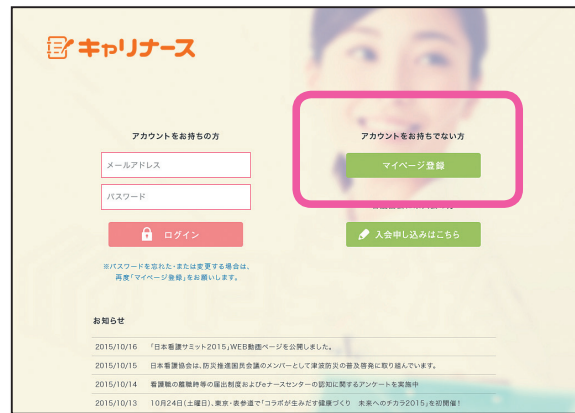 キャリナース
アカウントをお持ちの方
アカウントをお持ちでない方
メールアドレス
マイページ登録
パスワード
ログイン
入会申し込みはこちら
※パスワードを忘れた・または変更する場合は、
再度「マイページ登録」をお願いします。
お知らせ
2015/10/16 「日本看護サミット2015」WEB動画ページを公開しました。
2015/10/15 日本看護協会は、防災推進国民会議のメンバーとして津波防災の普及啓発に取り組んでいます。
2015/10/14 看護職の離職時等の届出制度およびeナースセンターの認知に関するアンケートを実施中
2015/10/13 10月24日(土曜日)、東京・表参道で「コラボが生みだす健康づくり 未来へのチカラ2015」を初開催!